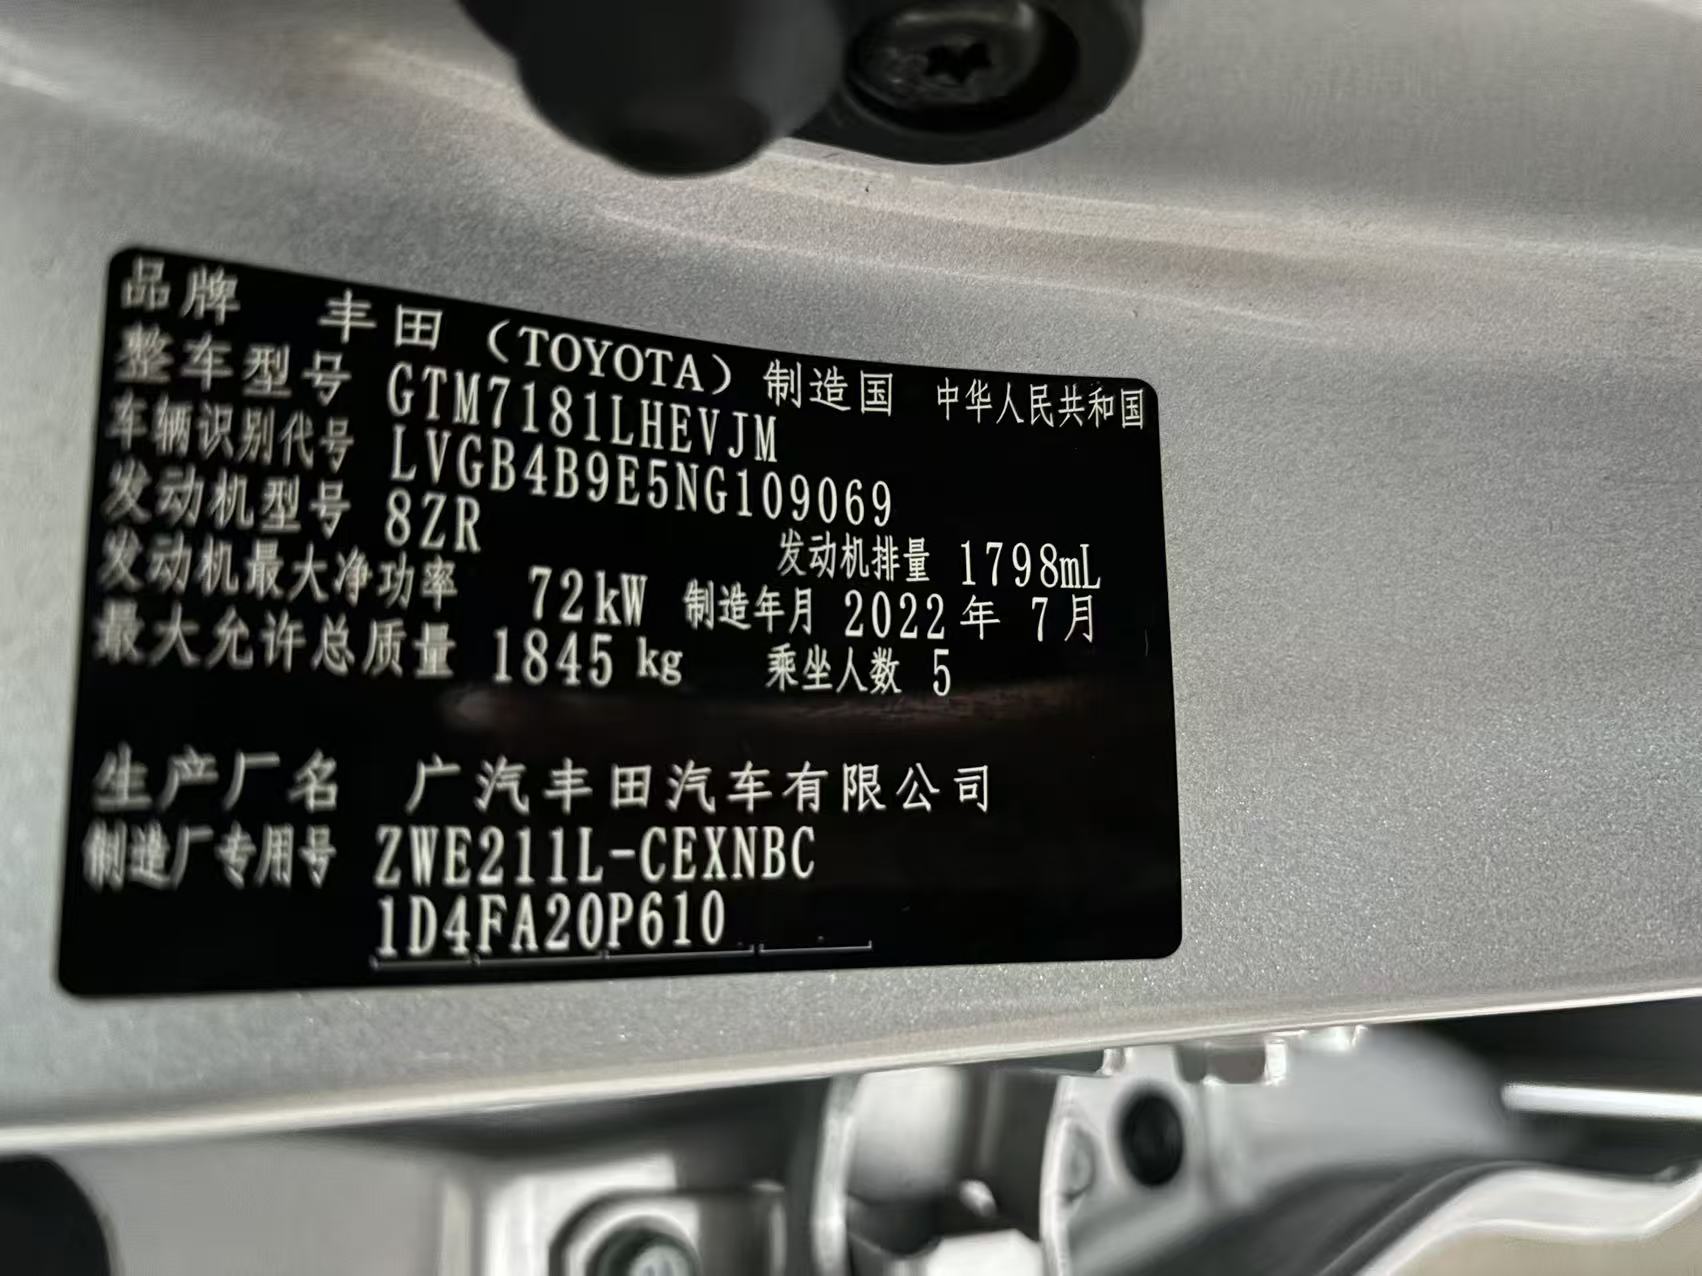 品牌 丰田（TOYOTA）制造国 中华人民共和国
整车型号 GTM7181LHEVJM
车辆识别代号 LVGB4B9E5NG109069
发动机型号 8ZR 发动机排量 1798mL
发动机最大净功率 72kW 制造年月 2022年 7月
最大允许总质量 1845 kg 乘坐人数 5
生产厂名 广汽丰田汽车有限公司
制造厂专用号 ZWE211L-CEXNBC
1D4FA20P610